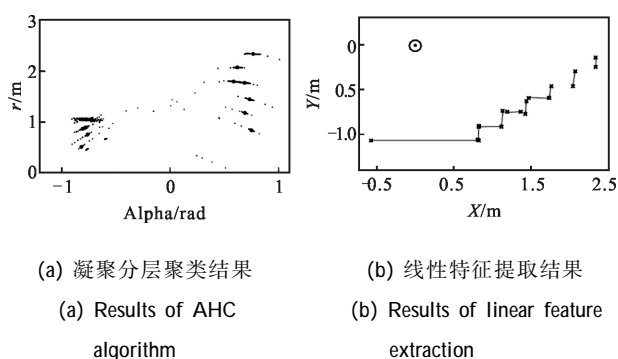 r/m
3
2
1
0
−1
0
1
Alpha/rad
Y/m
0
0.5
−1.0
−0.5
0.5
1.5
2.5
X/m
(a) 凝聚分层聚类结果
(a) Results of AHC
algorithm
(b) 线性特征提取结果
(b) Results of linear feature
extraction